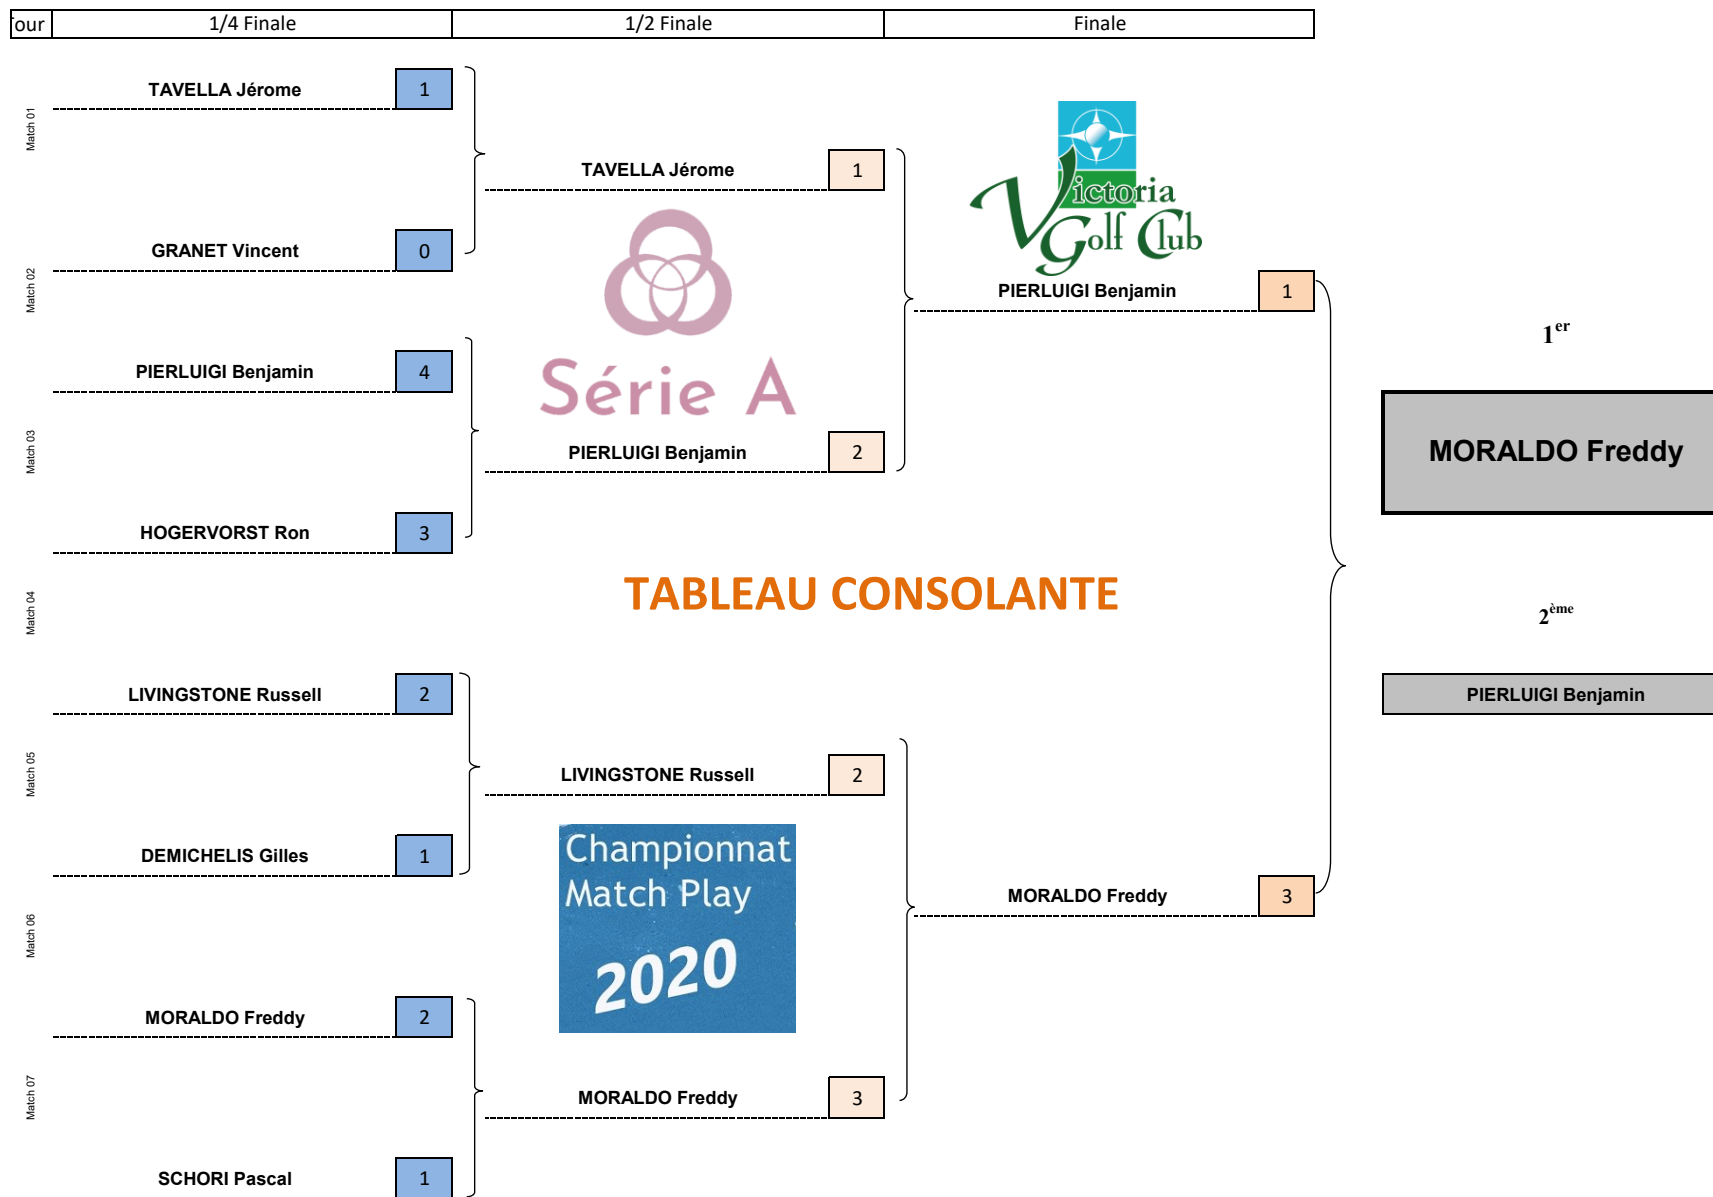 our 1/4 Finale 1/2 Finale Finale
TAVELLA Jérome 1
Match 01
TAVELLA Jérome 1
Victoria
Golf Club
GRANET Vincent 0
Match 02
PIERLUIGI Benjamin 1
1er
Série A
PIERLUIGI Benjamin 4
MORALDO Freddy
Match 03
PIERLUIGI Benjamin 2
HOGERVORST Ron 3
TABLEAU CONSOLANTE
Match 04
2ème
LIVINGSTONE Russell 2
PIERLUIGI Benjamin
Match 05
LIVINGSTONE Russell 2
DEMICHELIS Gilles 1
Championnat
Match Play
2020
MORALDO Freddy 3
Match 06
MORALDO Freddy 2
Match 07
MORALDO Freddy 3
SCHORI Pascal 1